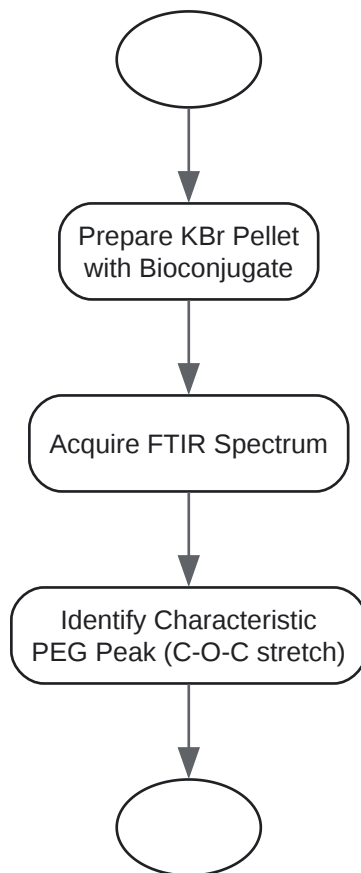 Prepare KBr Pellet
with Bioconjugate
Acquire FTIR Spectrum
Identify Characteristic
PEG Peak (C-O-C stretch)